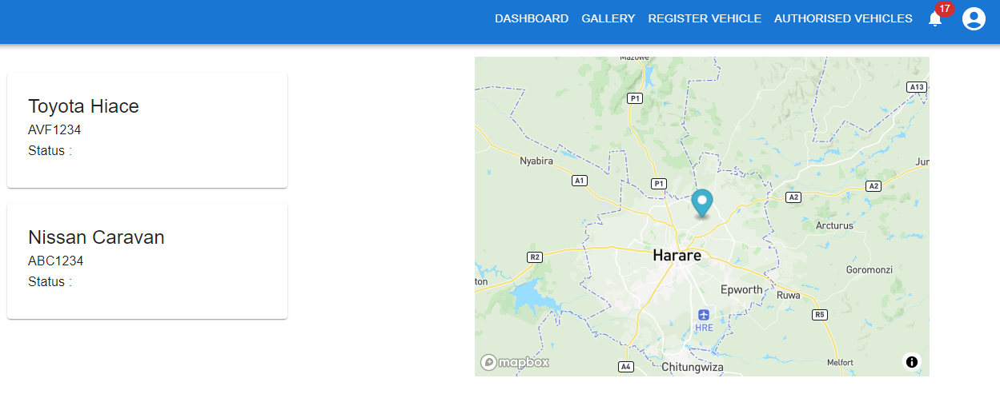 DASHBOARD GALLERY REGISTER VEHICLE AUTHORISED VEHICLES 17
Toyota Hiace
AVF1234
Status :
Nissan Caravan
ABC1234
Status :
Mazowe
A13
P1
Nyabira
Jur
A1
P1
A2
A2
Arcturus
R2
Harare
Goromonzi
ton
Epworth
Ruwa
R5
HRE
mapbox
A4
Chitungwiza
Melfort